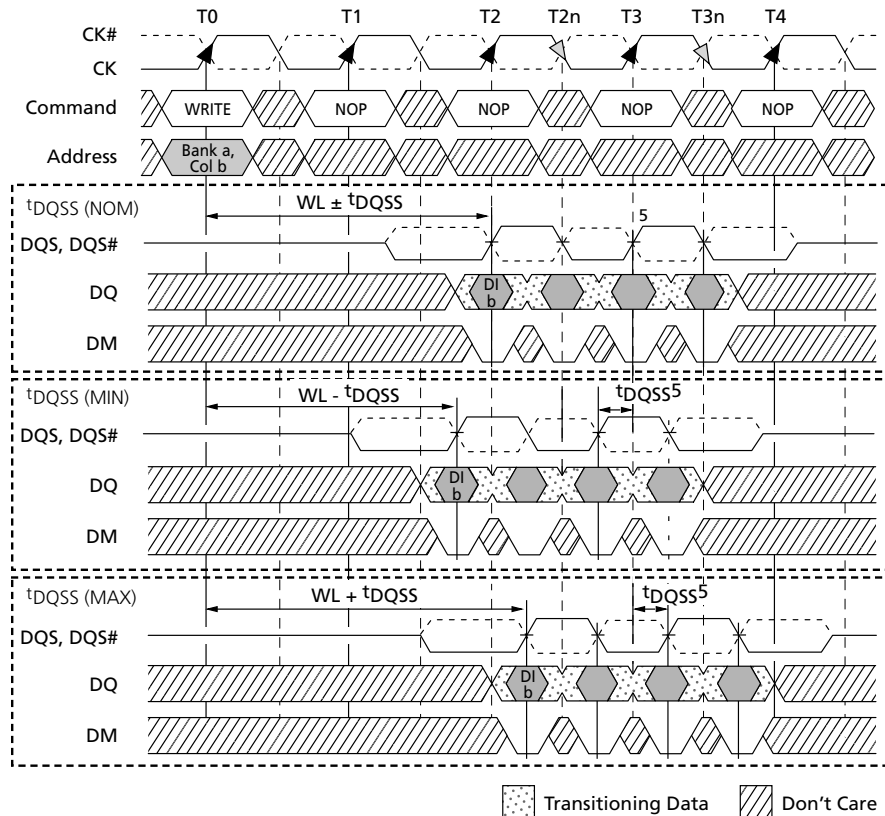 T0 T1 T2 T2n T3 T3n T4
CK#
CK
Command WRITE NOP NOP NOP NOP
Address Bank a,
Col b
tDQSS (NOM) WL ± tDQSS
5
DQS, DQS#
DQ DI
b
DM
tDQSS (MIN) WL - tDQSS tDQSS5
DQS, DQS#
DQ DI
b
DM
tDQSS (MAX) WL + tDQSS tDQSS5
DQS, DQS#
DQ DI
b
DM
Transitioning Data Don't Care